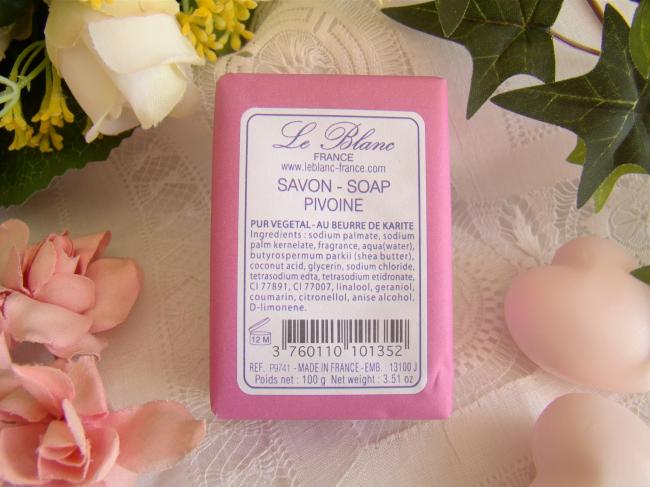 Le Blanc
FRANCE
www.leblanc-france.com
SAVON - SOAP
PIVOINE
PUR VEGETAL - AU BEURRE DE KARITE
Ingredients : sodium palmate, sodium
palm kernelate, fragrance, aqua(water),
butyrospermum parkii (shea butter),
coconut acid, glycerin, sodium chloride,
tetrasodium edta, tetrasodium etidronate,
CI 77891, CI 77007, linalool, geraniol,
coumarin, citronellol, anise alcohol,
D-limonene.
12 M
3 760110 101352
REF. P9741 - MADE IN FRANCE - EMB. : 13100 J
Poids net : 100 g Net weight : 3.51 oz